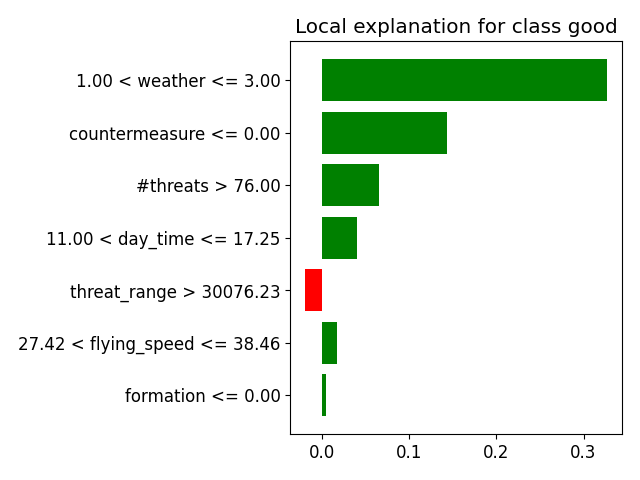 Local explanation for class good
1.00 < weather <= 3.00
countermeasure <= 0.00
#threats > 76.00
11.00 < day_time <= 17.25
threat_range > 30076.23
27.42 < flying_speed <= 38.46
formation <= 0.00
0.0 0.1 0.2 0.3